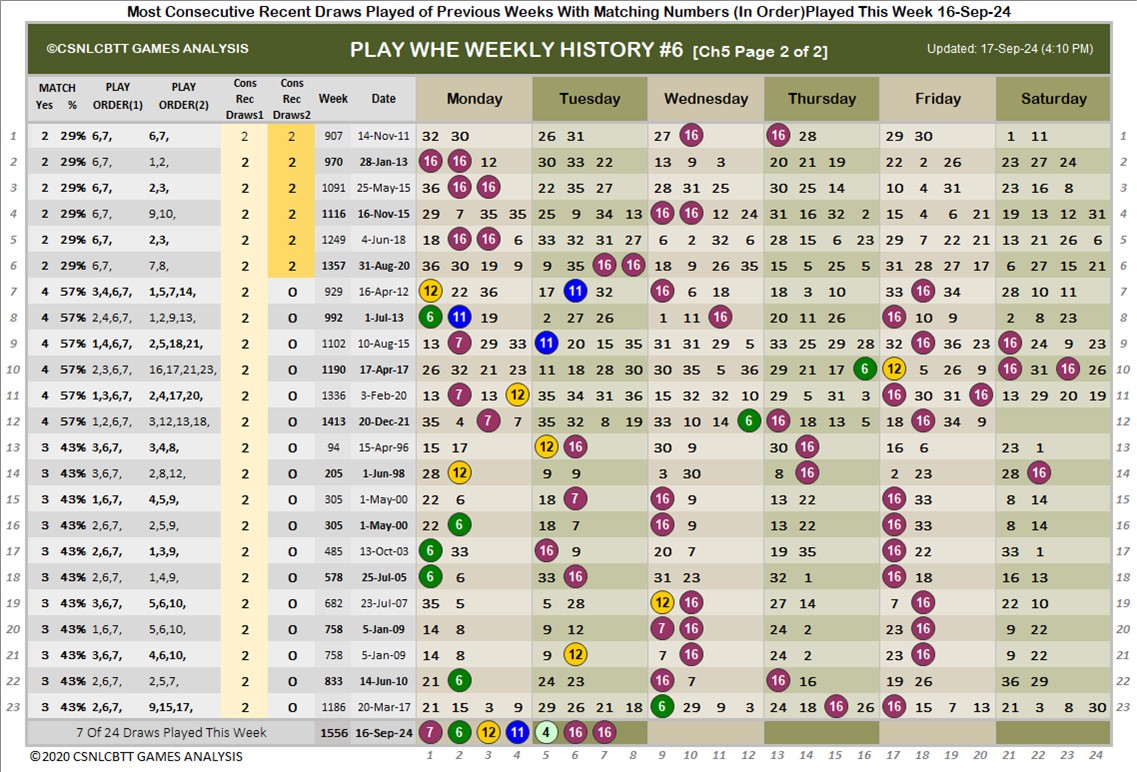 Most Consecutive Recent Draws Played of Previous Weeks With Matching Numbers (In Order)Played This Week 16-Sep-24
©CSNLCBTT GAMES ANALYSIS PLAY WHE WEEKLY HISTORY #6 [Ch5 Page 2 of 2] Updated: 17-Sep-24 (4:10 PM)
MATCH Yes % PLAY ORDER(1) PLAY ORDER(2) Cons Rec Draws1 Cons Rec Draws2 Week Date Monday Tuesday Wednesday Thursday Friday Saturday
1 2 29% 6,7, 6,7, 2 2 907 14-Nov-11 32 30 26 31 27 16 16 28 29 30 1 11 1
2 2 29% 6,7, 1,2, 2 2 970 28-Jan-13 16 16 12 30 33 22 13 9 3 20 21 19 22 2 26 23 27 24 2
3 2 29% 6,7, 2,3, 2 2 1091 25-May-15 36 16 16 22 35 27 28 31 25 30 25 14 10 4 31 23 16 8 3
4 2 29% 6,7, 9,10, 2 2 1116 16-Nov-15 29 7 35 35 25 9 34 13 16 16 12 24 31 16 32 2 15 4 6 21 19 13 12 31 4
5 2 29% 6,7, 2,3, 2 2 1249 4-Jun-18 18 16 16 6 33 32 31 27 6 2 32 6 28 15 6 23 29 7 22 21 13 21 26 6 5
6 2 29% 6,7, 7,8, 2 2 1357 31-Aug-20 36 30 19 9 9 35 16 16 18 9 26 35 15 5 25 5 31 28 27 17 6 27 15 21 6
7 4 57% 3,4,6,7, 1,5,7,14, 2 0 929 16-Apr-12 12 22 36 17 11 32 16 6 18 18 3 10 33 16 34 5 10 11 7
8 4 57% 2,4,6,7, 1,2,9,13, 2 0 992 1-Jul-13 6 11 19 2 27 26 1 11 16 20 11 26 16 10 9 2 8 23 8
9 4 57% 1,4,6,7, 2,5,18,21, 2 0 1102 10-Aug-15 13 7 29 33 11 20 15 35 31 31 29 5 33 25 29 28 32 16 36 23 16 24 9 23 9
10 4 57% 2,3,6,7, 16,17,21,23, 2 0 1190 17-Apr-17 26 32 21 23 11 18 28 30 30 35 5 36 29 21 17 6 12 5 26 9 16 31 16 26 10
11 4 57% 1,3,6,7, 2,4,17,20, 2 0 1336 3-Feb-20 13 7 13 12 35 34 31 36 15 32 32 10 29 5 31 3 16 30 31 16 13 29 20 19 11
12 4 57% 1,2,6,7, 3,12,13,18, 2 0 1413 20-Dec-21 35 4 7 7 35 32 8 19 33 10 14 6 16 18 13 5 18 16 34 9 12
13 3 43% 3,6,7, 3,4,8, 2 0 94 15-Apr-96 15 17 12 16 30 9 30 16 16 6 23 1 13
14 3 43% 3,6,7, 2,8,12, 2 0 205 1-Jun-98 28 12 9 9 3 30 8 16 2 23 28 16 14
15 3 43% 1,6,7, 4,5,9, 2 0 305 1-May-00 22 6 18 7 16 9 13 22 16 33 8 14 15
16 3 43% 2,6,7, 2,5,9, 2 0 305 1-May-00 22 6 18 7 16 9 13 22 16 33 8 14 16
17 3 43% 2,6,7, 1,3,9, 2 0 485 13-Oct-03 6 33 16 9 20 7 19 35 16 22 33 1 17
18 3 43% 2,6,7, 1,4,9, 2 0 578 25-Jul-05 6 6 33 16 31 23 32 1 16 18 16 13 18
19 3 43% 3,6,7, 5,6,10, 2 0 682 23-Jul-07 35 5 5 28 12 16 27 14 7 16 22 10 19
20 3 43% 1,6,7, 5,6,10, 2 0 758 5-Jan-09 14 8 9 12 7 16 24 2 23 16 9 22 20
21 3 43% 3,6,7, 4,6,10, 2 0 758 5-Jan-09 14 8 9 12 7 16 24 2 23 16 9 22 21
22 3 43% 2,6,7, 2,5,7, 2 0 833 14-Jun-10 21 6 24 23 16 7 16 16 19 26 36 29 22
23 3 43% 2,6,7, 9,15,17, 2 0 1186 20-Mar-17 21 15 3 9 29 26 21 18 6 29 9 3 24 18 16 26 16 15 7 13 21 3 8 30 23
7 Of 24 Draws Played This Week 1556 16-Sep-24 7 6 12 11 4 16 16
©2020 CSNLCBTT GAMES ANALYSIS 1 2 3 4 5 6 7 8 9 10 11 12 13 14 15 16 17 18 19 20 21 22 23 24